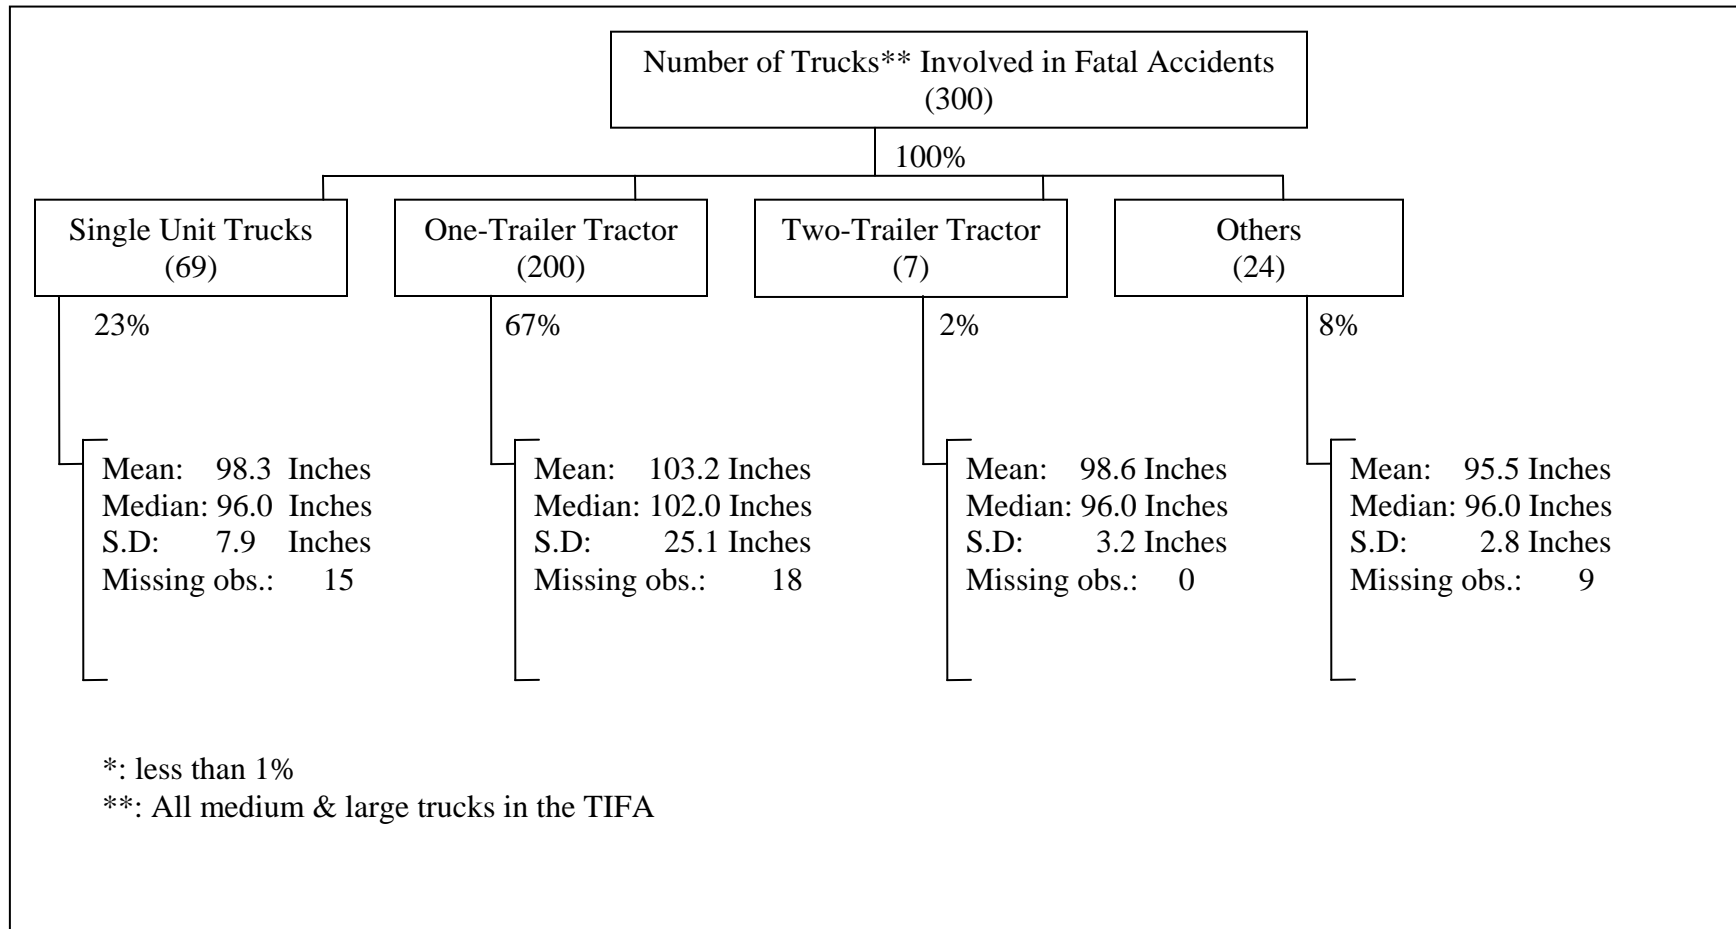 Number of Trucks** Involved in Fatal Accidents
(300)
100%
Single Unit Trucks
(69)
One-Trailer Tractor
(200)
Two-Trailer Tractor
(7)
Others
(24)
23%
67%
2%
8%
Mean: 98.3 Inches
Median: 96.0 Inches
S.D: 7.9 Inches
Missing obs.: 15
Mean: 103.2 Inches
Median: 102.0 Inches
S.D: 25.1 Inches
Missing obs.: 18
Mean: 98.6 Inches
Median: 96.0 Inches
S.D: 3.2 Inches
Missing obs.: 0
Mean: 95.5 Inches
Median: 96.0 Inches
S.D: 2.8 Inches
Missing obs.: 9
*: less than 1%
**: All medium & large trucks in the TIFA